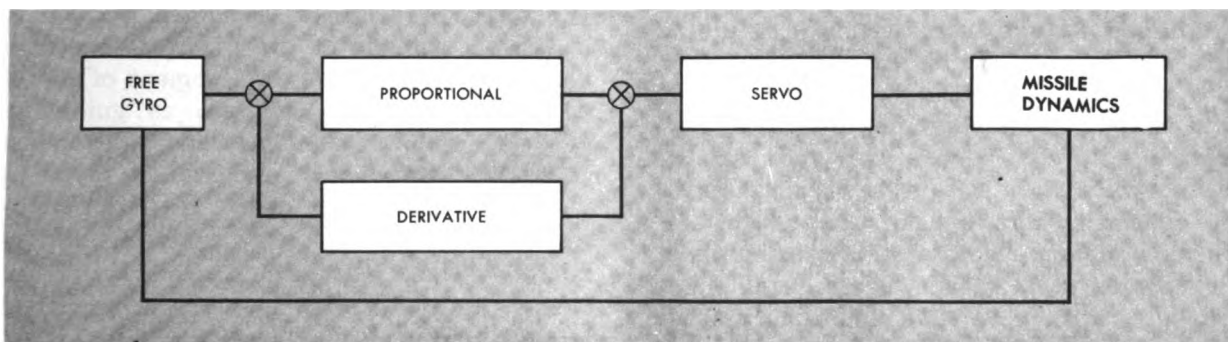 FREE
GYRO
PROPORTIONAL
SERVO
MISSILE
DYNAMICS
DERIVATIVE